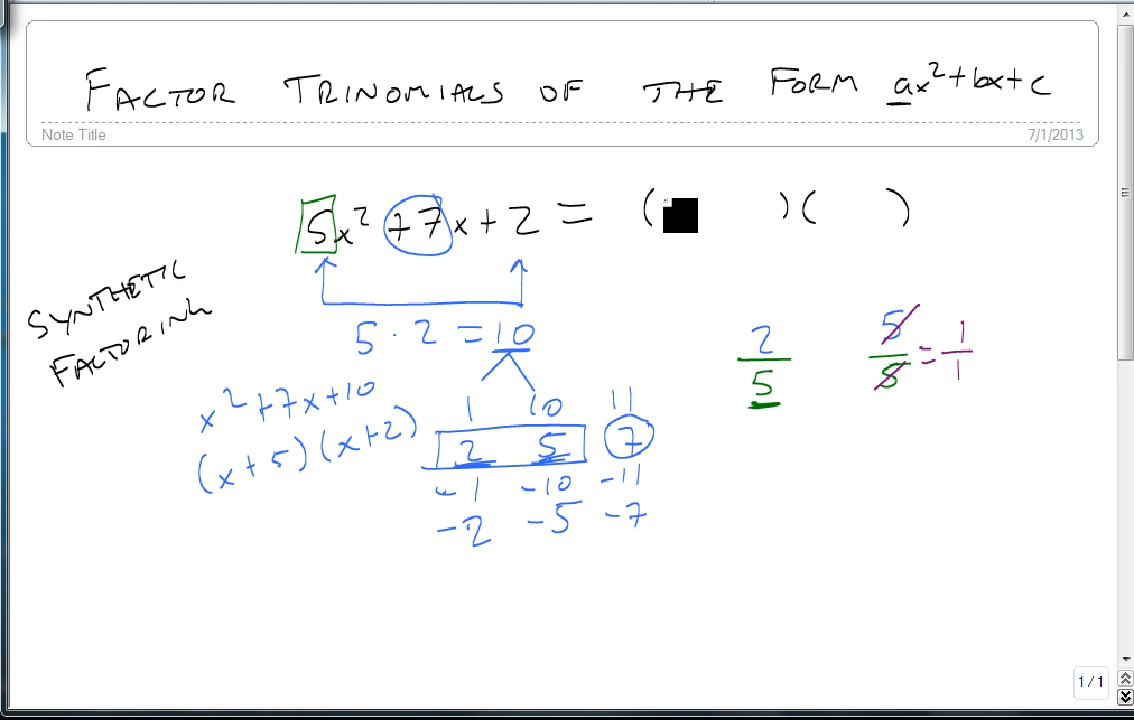 FACTOR TRINOMIALS OF THE FORM ax²+bx+c
Note Title
7/1/2013
5x² +7x + 2 = ( )( )
SYNTHETIC
FACTORING
5 · 2 = 10
2/5
5/5 = 1/1
x²+7x+10
(x+5)(x+2)
1 10 11
2 5 7
-1 -10 -11
-2 -5 -7
1/1